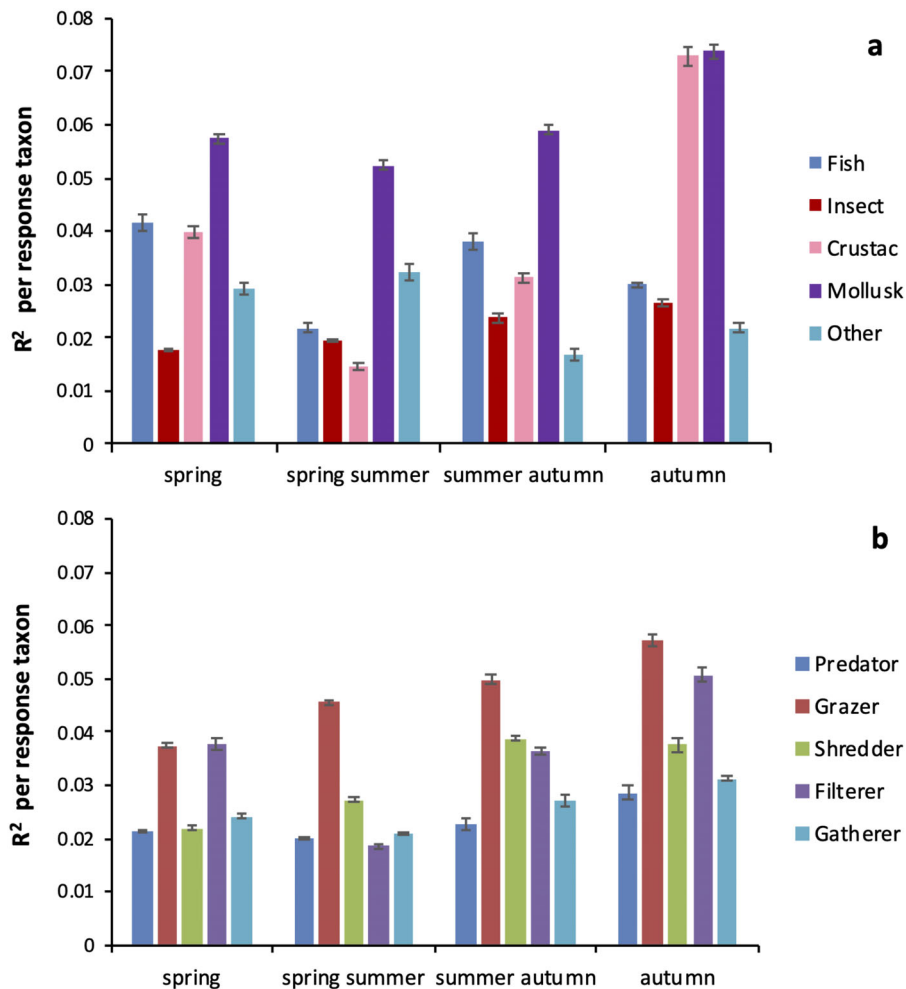 0.08
a
0.07
0.06
0.05
0.04
0.03
0.02
0.01
0
R² per response taxon
Fish
Insect
Crustac
Mollusk
Other
spring
spring summer
summer autumn
autumn
0.08
b
0.07
0.06
0.05
0.04
0.03
0.02
0.01
0
R² per response taxon
Predator
Grazer
Shredder
Filterer
Gatherer
spring
spring summer
summer autumn
autumn